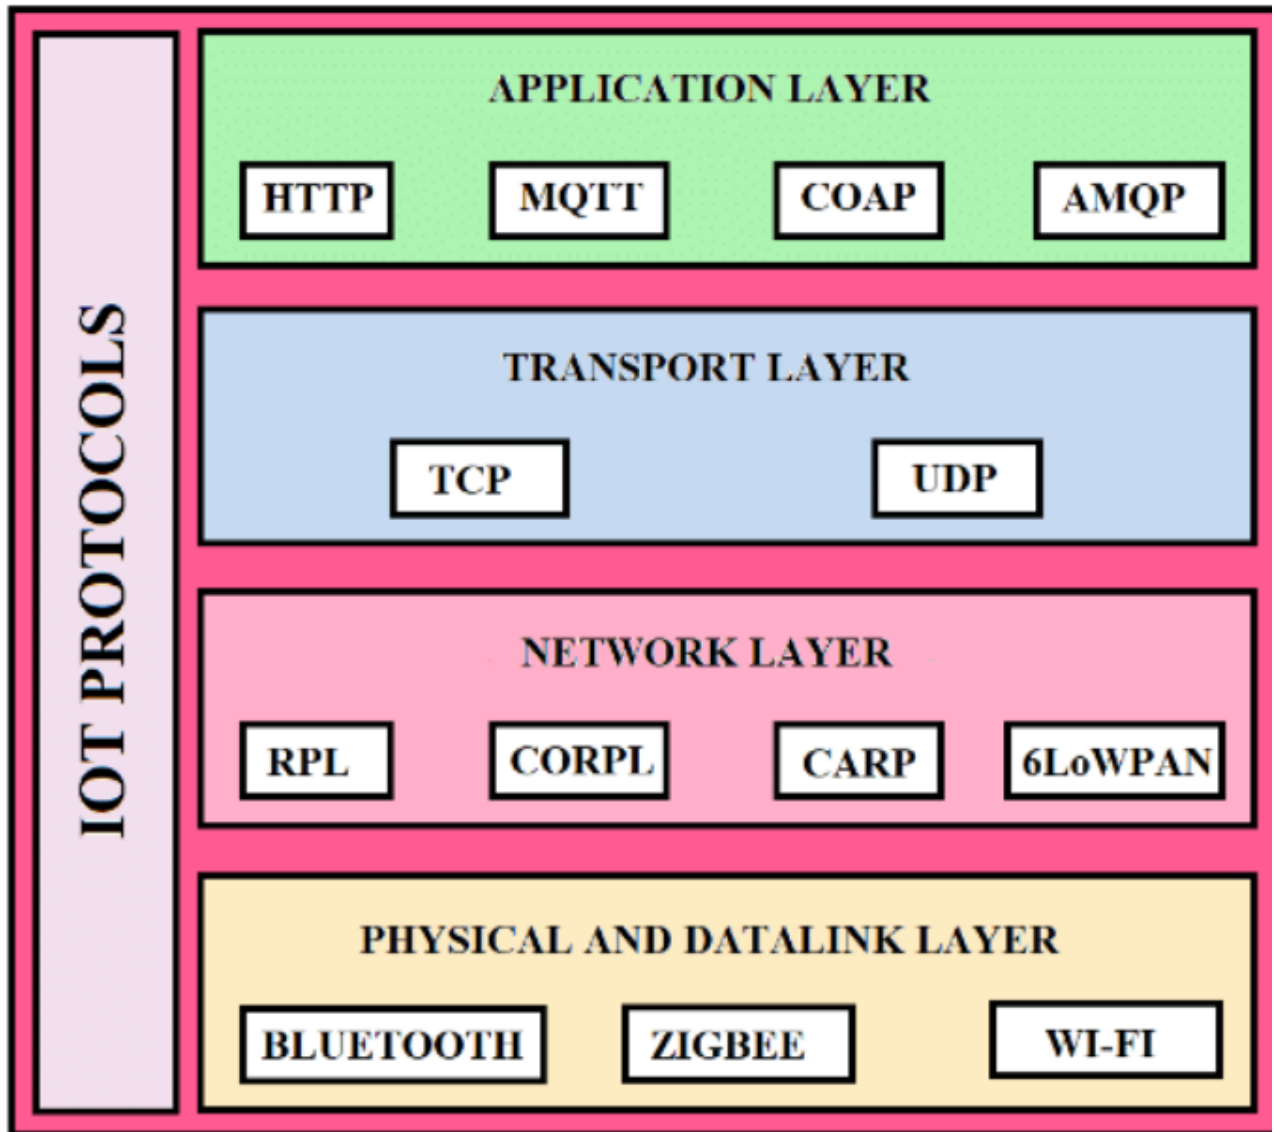 IOT PROTOCOLS
APPLICATION LAYER
HTTP
MQTT
COAP
AMQP
TRANSPORT LAYER
TCP
UDP
NETWORK LAYER
RPL
CORPL
CARP
6LoWPAN
PHYSICAL AND DATALINK LAYER
BLUETOOTH
ZIGBEE
WI-FI